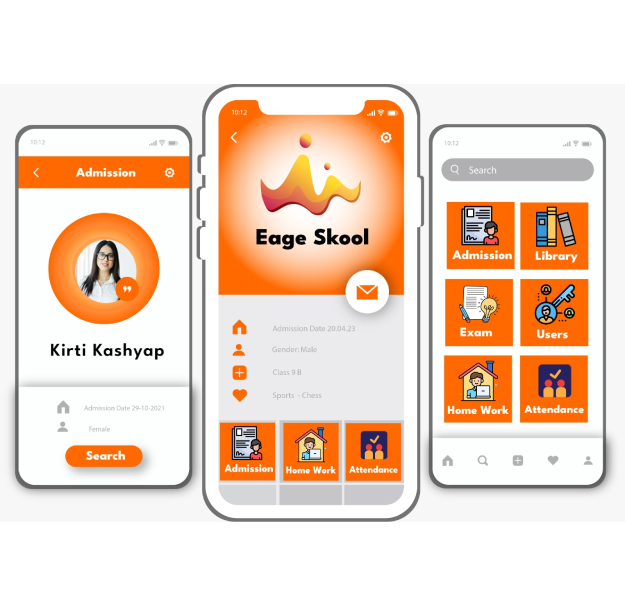 10:12
Admission
Kirti Kashyap
Admission Date 29-10-2021
Female
Search
10:12
Eage Skool
Admission Date 20.04.23
Gender: Male
Class 9 B
Sports - Chess
Admission
Home Work
Attendance
10:12
Search
Admission
Library
Exam
Users
Home Work
Attendance